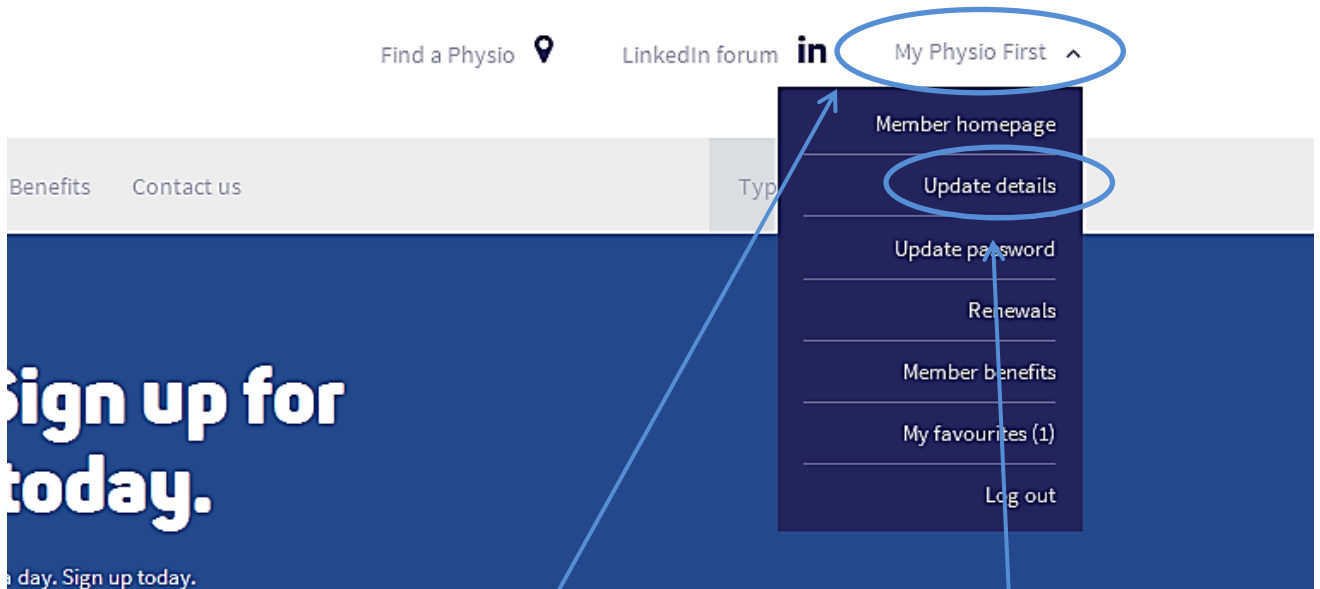 Find a Physio
LinkedIn forum in
My Physio First
Member homepage
Update details
Update password
Renewals
Member benefits
My favourites (1)
Log out
Benefits
Contact us
Typ
Sign up for
today.
a day. Sign up today.